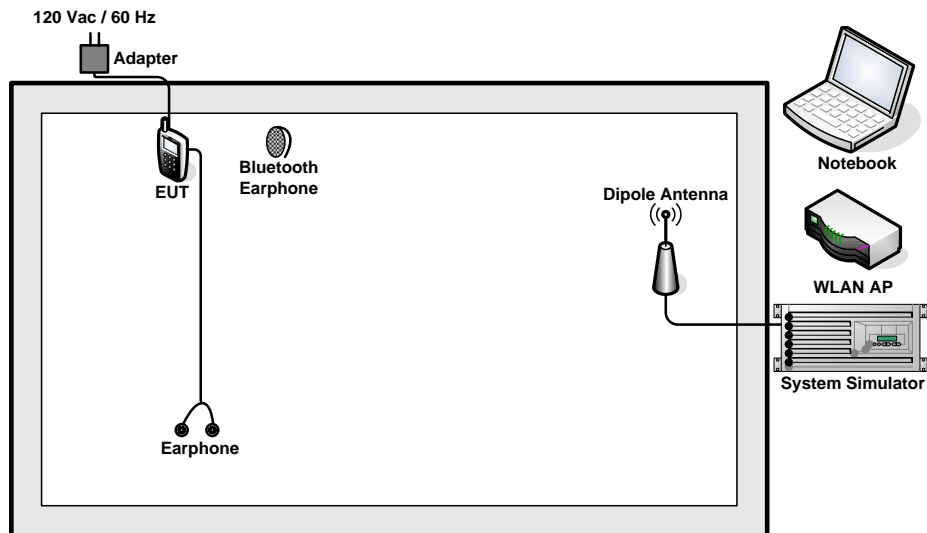 120 Vac / 60 Hz
Adapter
EUT
Bluetooth
Earphone
Dipole Antenna
Notebook
WLAN AP
System Simulator
Earphone